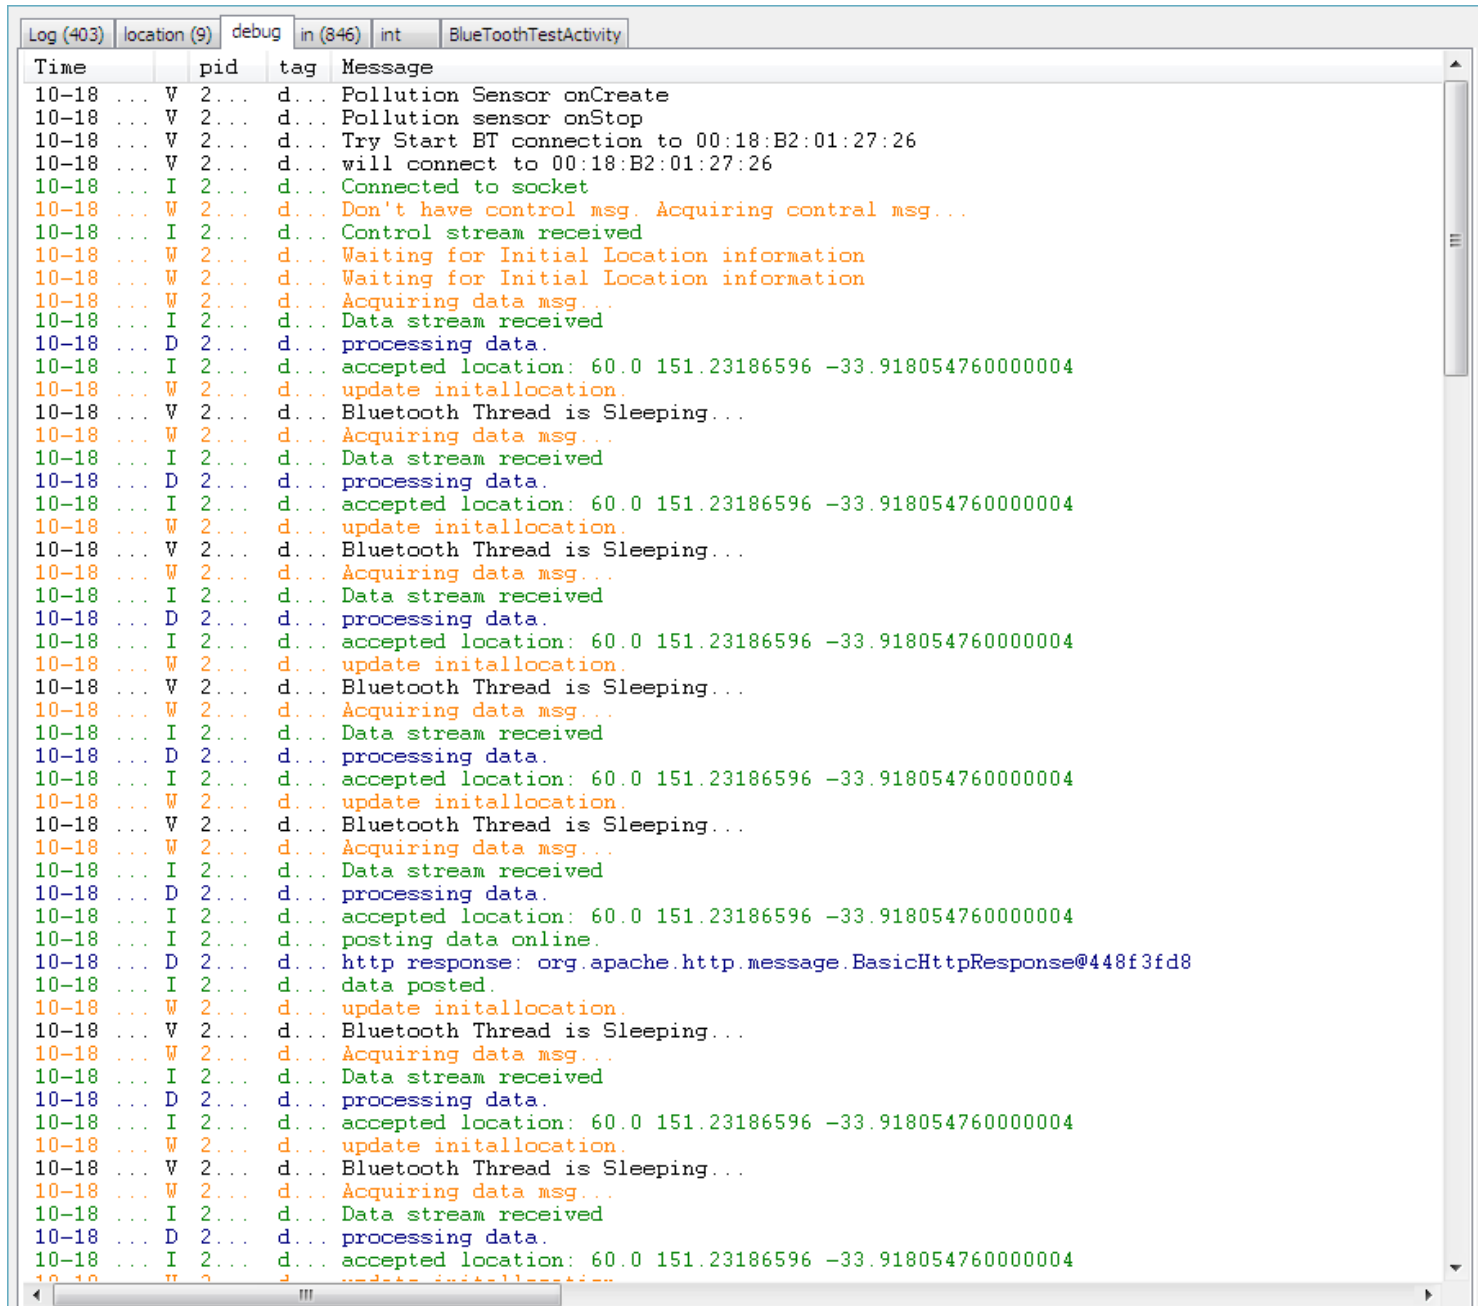 Log (403) location (9) debug in (846) int BlueToothTestActivity
Time pid tag Message
10-18 ... V 2... d... Pollution Sensor onCreate
10-18 ... V 2... d... Pollution sensor onStop
10-18 ... V 2... d... Try Start BT connection to 00:18:B2:01:27:26
10-18 ... V 2... d... will connect to 00:18:B2:01:27:26
10-18 ... I 2... d... Connected to socket
10-18 ... W 2... d... Don't have control msg. Acquiring contral msg...
10-18 ... I 2... d... Control stream received
10-18 ... W 2... d... Waiting for Initial Location information
10-18 ... W 2... d... Waiting for Initial Location information
10-18 ... W 2... d... Acquiring data msg...
10-18 ... I 2... d... Data stream received
10-18 ... D 2... d... processing data.
10-18 ... I 2... d... accepted location: 60.0 151.23186596 -33.918054760000004
10-18 ... W 2... d... update initallocation.
10-18 ... V 2... d... Bluetooth Thread is Sleeping...
10-18 ... W 2... d... Acquiring data msg...
10-18 ... I 2... d... Data stream received
10-18 ... D 2... d... processing data.
10-18 ... I 2... d... accepted location: 60.0 151.23186596 -33.918054760000004
10-18 ... W 2... d... update initallocation.
10-18 ... V 2... d... Bluetooth Thread is Sleeping...
10-18 ... W 2... d... Acquiring data msg...
10-18 ... I 2... d... Data stream received
10-18 ... D 2... d... processing data.
10-18 ... I 2... d... accepted location: 60.0 151.23186596 -33.918054760000004
10-18 ... W 2... d... update initallocation.
10-18 ... V 2... d... Bluetooth Thread is Sleeping...
10-18 ... W 2... d... Acquiring data msg...
10-18 ... I 2... d... Data stream received
10-18 ... D 2... d... processing data.
10-18 ... I 2... d... accepted location: 60.0 151.23186596 -33.918054760000004
10-18 ... W 2... d... update initallocation.
10-18 ... V 2... d... Bluetooth Thread is Sleeping...
10-18 ... W 2... d... Acquiring data msg...
10-18 ... I 2... d... Data stream received
10-18 ... D 2... d... processing data.
10-18 ... I 2... d... accepted location: 60.0 151.23186596 -33.918054760000004
10-18 ... I 2... d... posting data online.
10-18 ... D 2... d... http response: org.apache.http.message.BasicHttpResponse@448f3fd8
10-18 ... I 2... d... data posted.
10-18 ... W 2... d... update initallocation.
10-18 ... V 2... d... Bluetooth Thread is Sleeping...
10-18 ... W 2... d... Acquiring data msg...
10-18 ... I 2... d... Data stream received
10-18 ... D 2... d... processing data.
10-18 ... I 2... d... accepted location: 60.0 151.23186596 -33.918054760000004
10-18 ... W 2... d... update initallocation.
10-18 ... V 2... d... Bluetooth Thread is Sleeping...
10-18 ... W 2... d... Acquiring data msg...
10-18 ... I 2... d... Data stream received
10-18 ... D 2... d... processing data.
10-18 ... I 2... d... accepted location: 60.0 151.23186596 -33.918054760000004